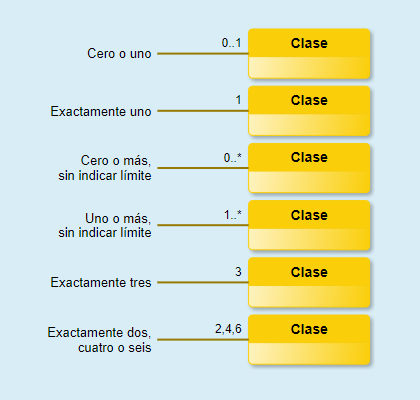 Cero o uno
0..1
Clase
Exactamente uno
1
Clase
Cero o más,
sin indicar límite
0..*
Clase
Uno o más,
sin indicar límite
1..*
Clase
Exactamente tres
3
Clase
Exactamente dos,
cuatro o seis
2,4,6
Clase